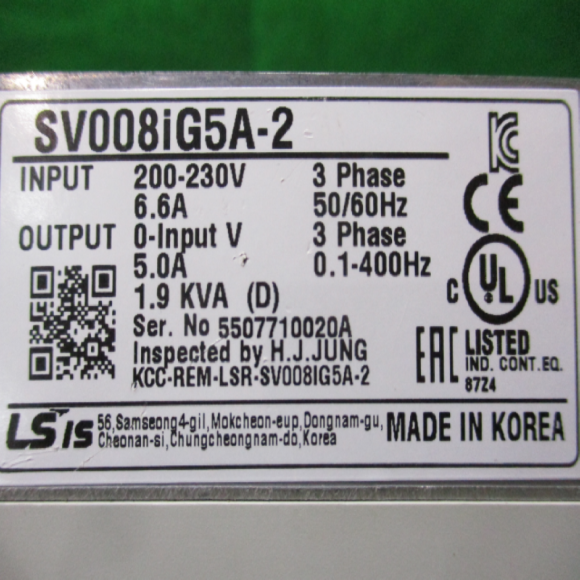 SV008iG5A-2
INPUT 200-230V 3 Phase
6.6A 50/60Hz
OUTPUT 0-Input V 3 Phase
5.0A 0.1-400Hz
1.9 KVA (D)
Ser. No 5507710020A
Inspected by H.J.JUNG
KCC-REM-LSR-SV008IG5A-2
KC
CE
C UL US
EAC LISTED
IND. CONT. EQ.
87Z4
LSis 56,Samseong4-gil,Mokcheon-eup,Dongnam-gu,
Cheonan-si,Chungcheongnam-do,Korea
MADE IN KOREA